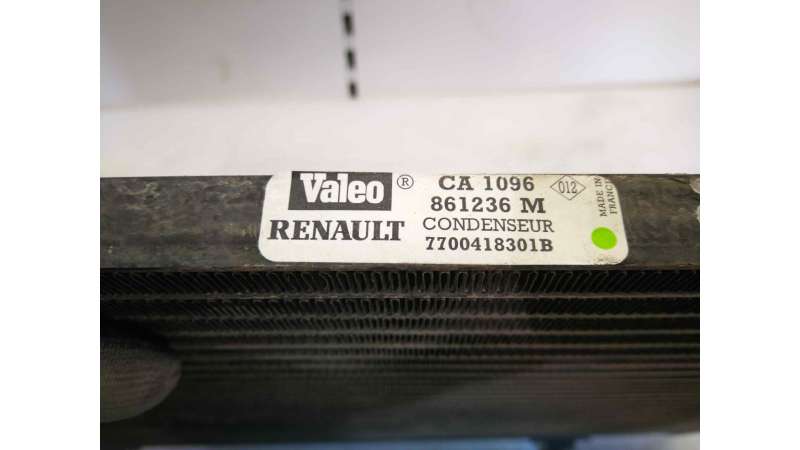 Valeo ® CA 1096 012
861236 M
RENAULT CONDENSEUR
7700418301B
MADE IN
FRANCE